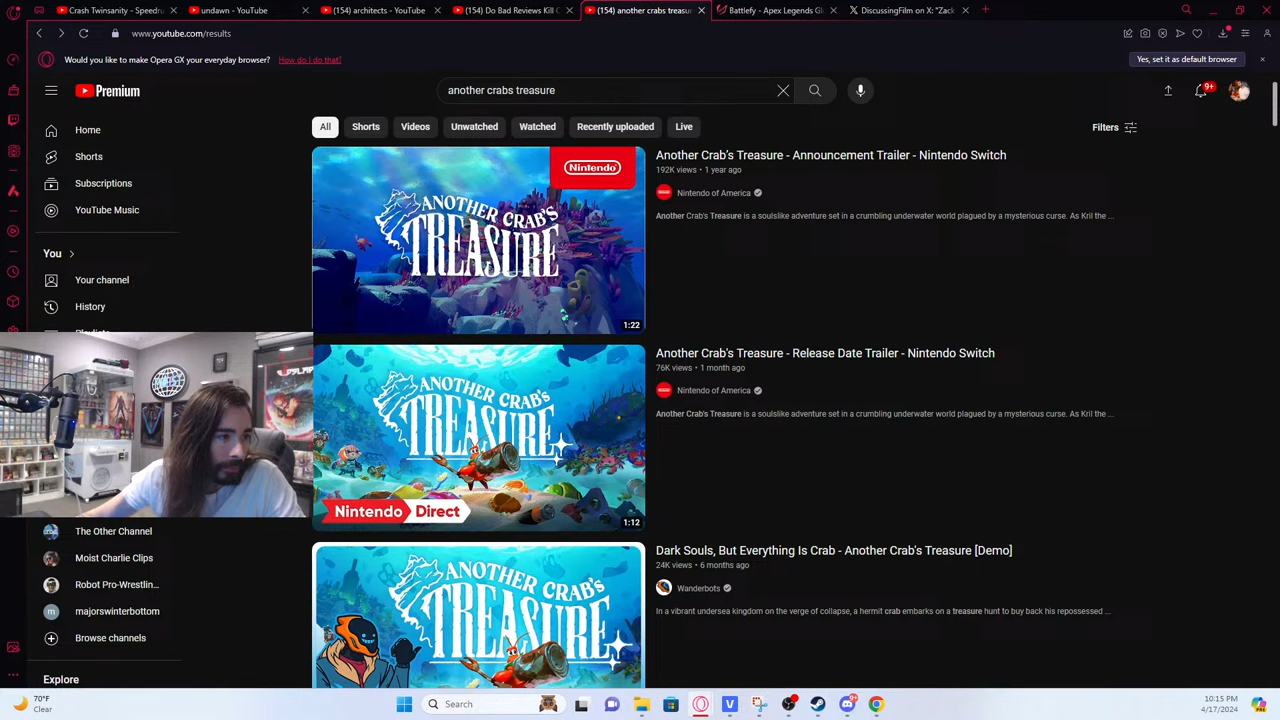 Crash Twinsanity - Speedru
undawn - YouTube
(154) architects - YouTube
(154) Do Bad Reviews Kill C
(154) another crabs treasur
Battlefy - Apex Legends Gl
DiscussingFilm on X: "Zack
www.youtube.com/results
Would you like to make Opera GX your everyday browser? How do I do that?
Yes, set it as default browser
Premium
another crabs treasure
9+
All
Shorts
Videos
Unwatched
Watched
Recently uploaded
Live
Filters
Home
Shorts
Subscriptions
YouTube Music
You
Your channel
History
The Other Channel
Moist Charlie Clips
Robot Pro-Wrestlin...
majorswinterbottom
Browse channels
Explore
Nintendo
ANOTHER CRAB'S
TREASURE
1:22
Another Crab's Treasure - Announcement Trailer - Nintendo Switch
192K views • 1 year ago
Nintendo of America
Another Crab's Treasure is a soulslike adventure set in a crumbling underwater world plagued by a mysterious curse. As Kril the ...
ANOTHER CRAB'S
TREASURE
Nintendo Direct
1:12
Another Crab's Treasure - Release Date Trailer - Nintendo Switch
76K views • 1 month ago
Nintendo of America
Another Crab's Treasure is a soulslike adventure set in a crumbling underwater world plagued by a mysterious curse. As Kril the ...
ANOTHER CRAB'S
TREASURE
Dark Souls, But Everything Is Crab - Another Crab's Treasure [Demo]
24K views • 6 months ago
Wanderbots
In a vibrant undersea kingdom on the verge of collapse, a hermit crab embarks on a treasure hunt to buy back his repossessed ...
70°F
Clear
Search
10:15 PM
4/17/2024